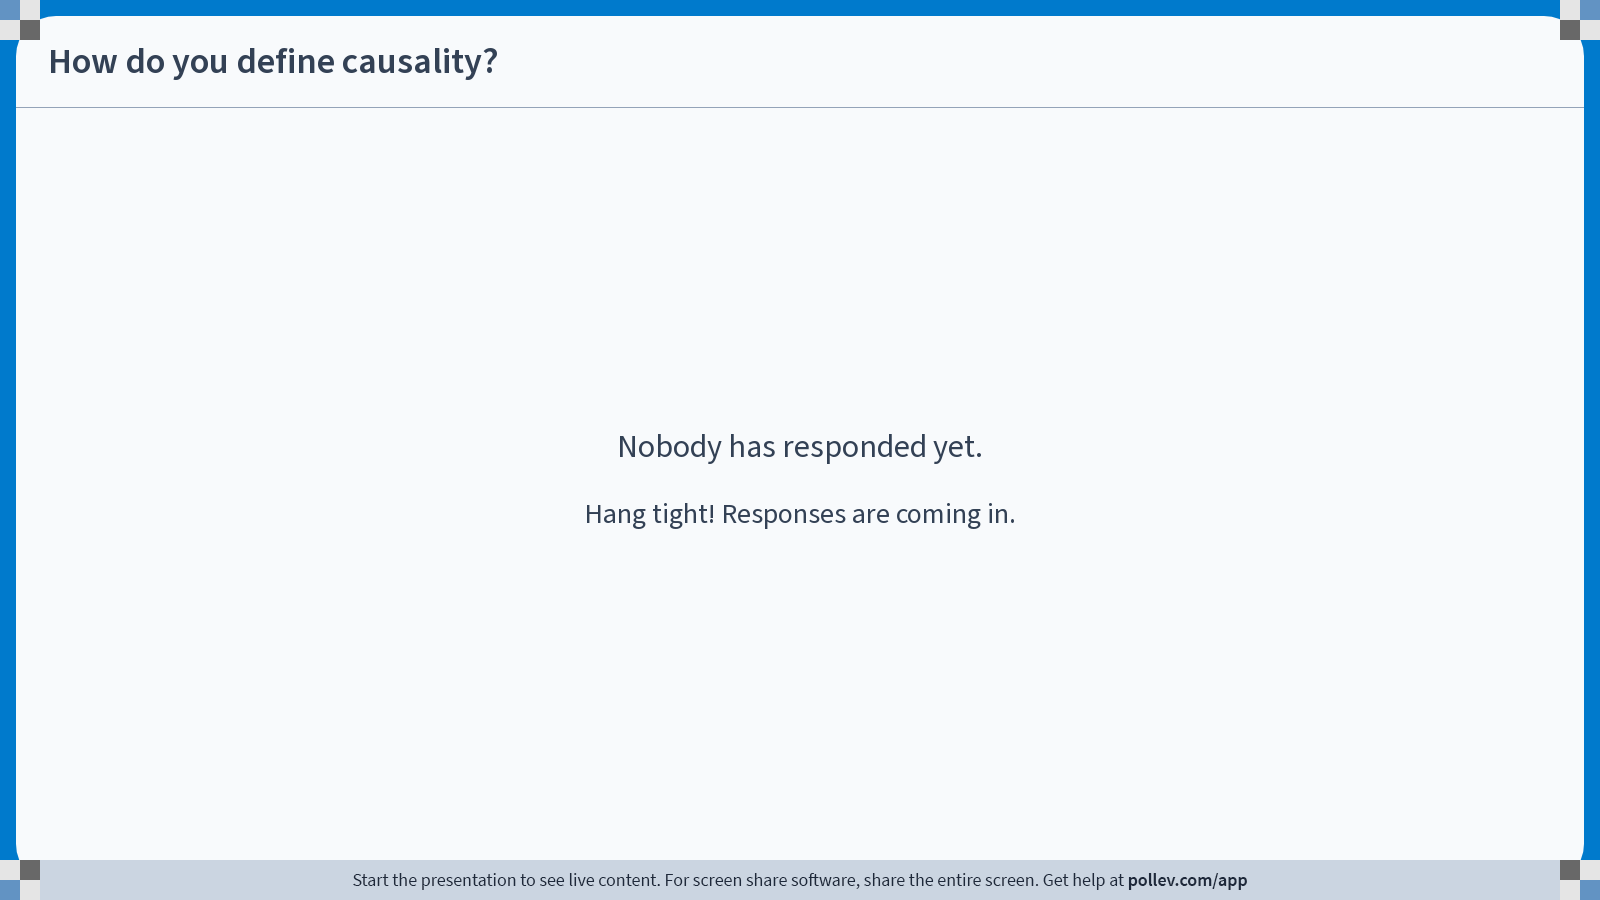 How do you define causality?
Nobody has responded yet.
Hang tight! Responses are coming in.
Start the presentation to see live content. For screen share software, share the entire screen. Get help at pollev.com/app